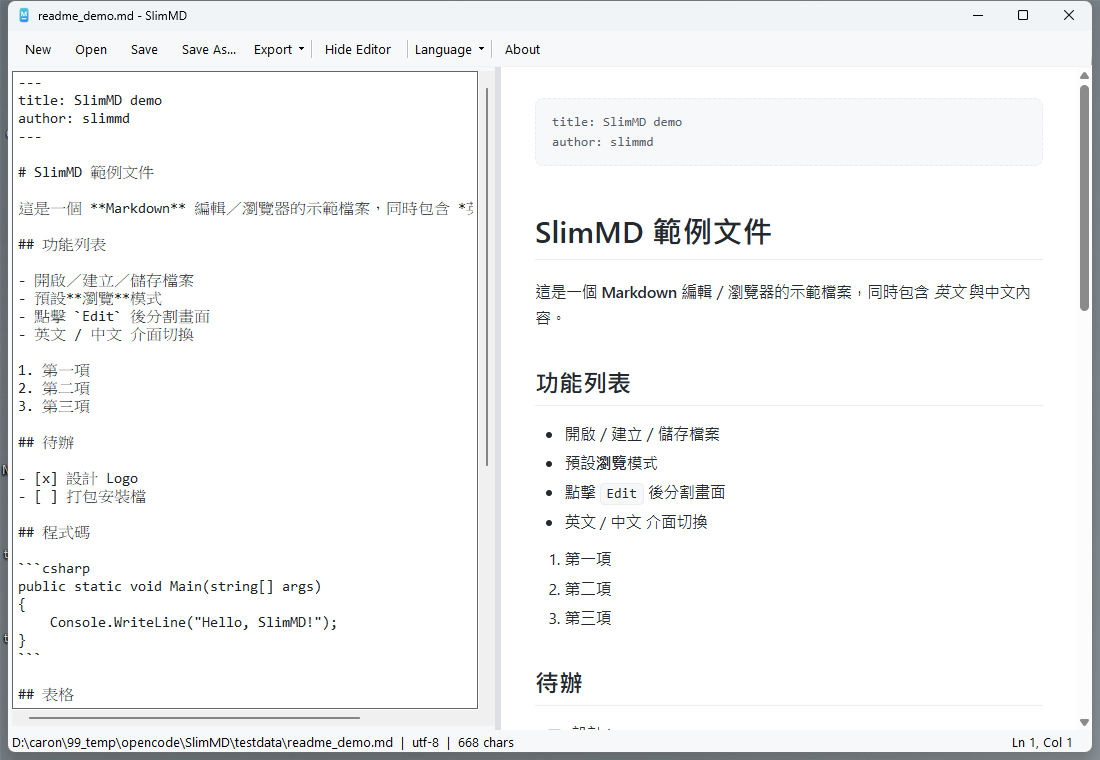 readme_demo.md - SlimMD
New Open Save Save As... Export Hide Editor Language About
---
title: SlimMD demo
author: slimmd
---
# SlimMD 範例文件
這是一個 **Markdown** 編輯／瀏覽器的示範檔案，同時包含 *英
## 功能列表
- 開啟／建立／儲存檔案
- 預設**瀏覽**模式
- 點擊 `Edit` 後分割畫面
- 英文 / 中文 介面切換
1. 第一項
2. 第二項
3. 第三項
## 待辦
- [x] 設計 Logo
- [ ] 打包安裝檔
## 程式碼
```csharp
public static void Main(string[] args)
{
    Console.WriteLine("Hello, SlimMD!");
}
```
## 表格
title: SlimMD demo
author: slimmd
SlimMD 範例文件
這是一個 Markdown 編輯／瀏覽器的示範檔案，同時包含 英文 與中文內
容。
功能列表
• 開啟／建立／儲存檔案
• 預設瀏覽模式
• 點擊 Edit 後分割畫面
• 英文 / 中文 介面切換
1. 第一項
2. 第二項
3. 第三項
待辦
D:\caron\99_temp\opencode\SlimMD\testdata\readme_demo.md | utf-8 | 668 chars
Ln 1, Col 1